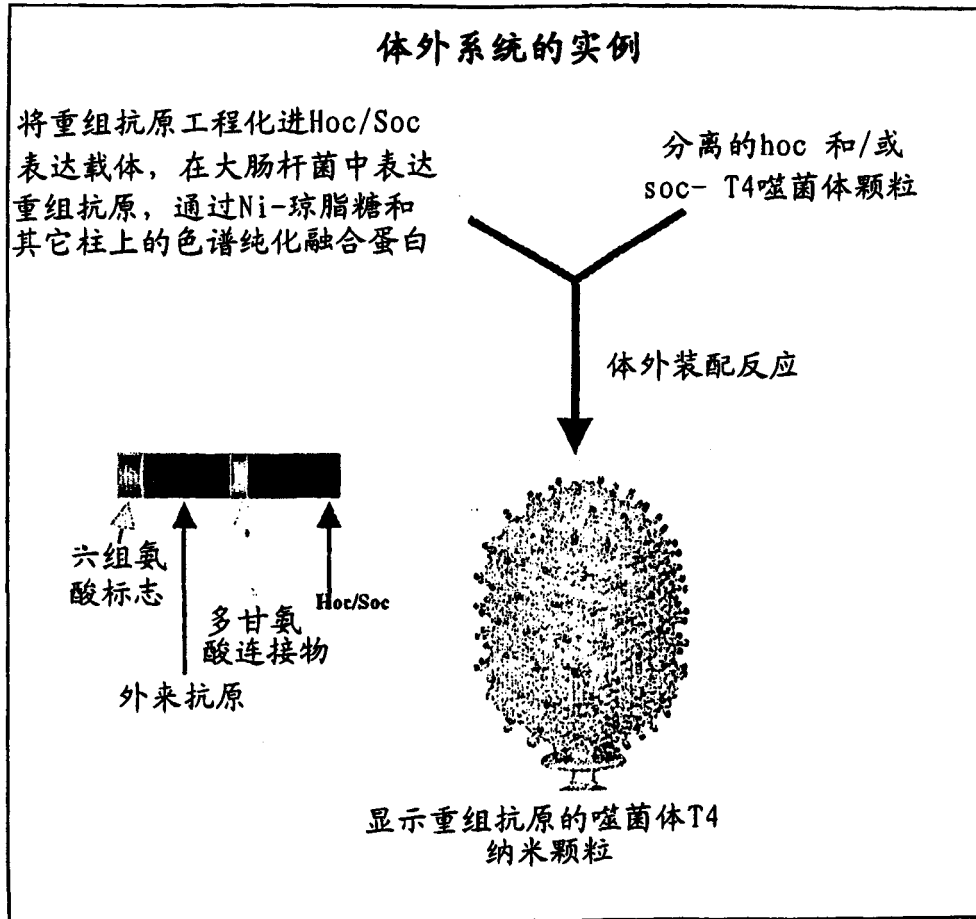 体外系统的实例
将重组抗原工程化进Hoc/Soc
表达载体，在大肠杆菌中表达
重组抗原，通过Ni-琼脂糖和
其它柱上的色谱纯化融合蛋白
分离的hoc 和/或
soc- T4噬菌体颗粒
体外装配反应
六组氨
酸标志
多甘氨
酸连接物
Hoc/Soc
外来抗原
显示重组抗原的噬菌体T4
纳米颗粒